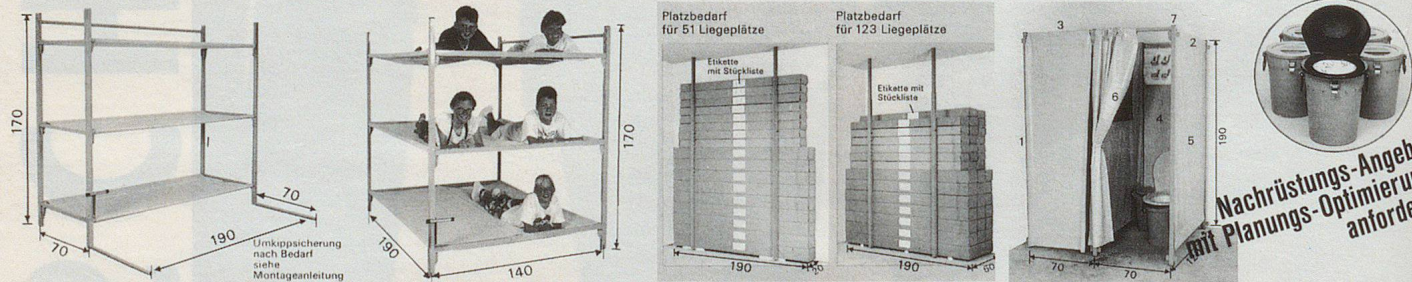 170
70
190
70
Umkippsicherung
nach Bedarf
siehe
Montageanleitung
190
140
170
Platzbedarf
für 51 Liegeplätze
Etikette
mit Stückliste
190
20
Platzbedarf
für 123 Liegeplätze
Etikette mit
Stückliste
190
60
3
7
2
6
4
1
5
190
70
70
Nachrüstungs-Angeb
mit Planungs-Optimieru
anforde